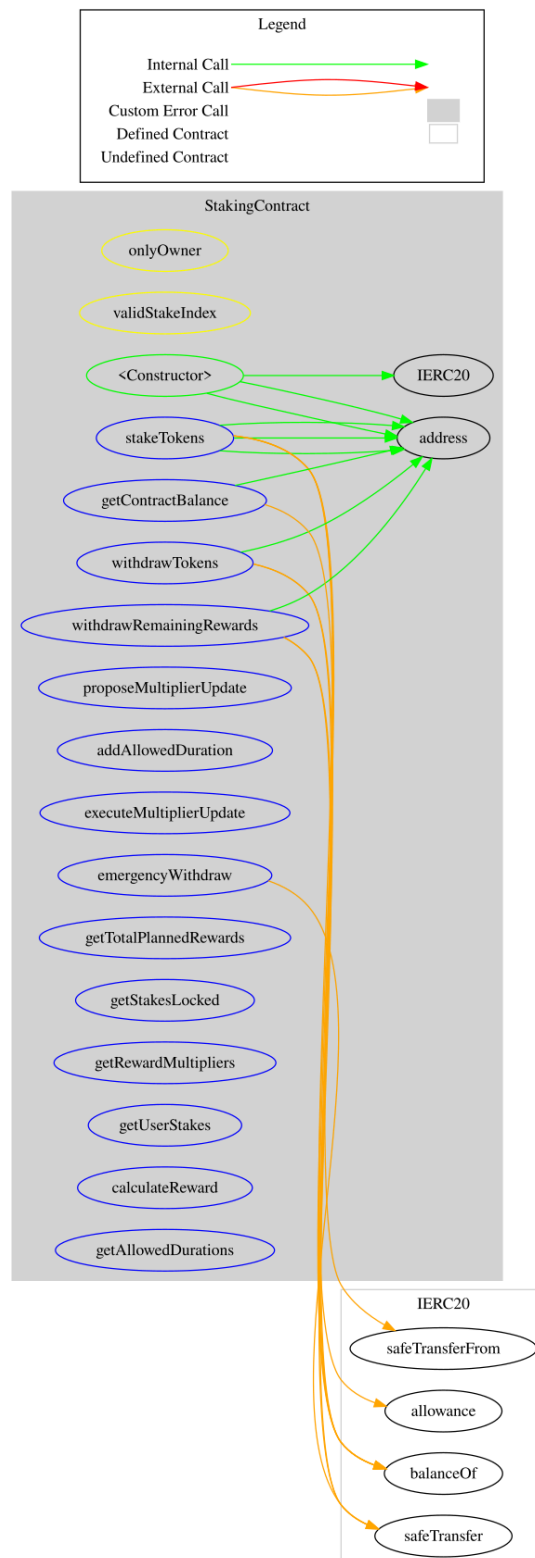 Legend
Internal Call
External Call
Custom Error Call
Defined Contract
Undefined Contract
StakingContract
onlyOwner
validStakeIndex
<Constructor>
IERC20
stakeTokens
address
getContractBalance
withdrawTokens
withdrawRemainingRewards
proposeMultiplierUpdate
addAllowedDuration
executeMultiplierUpdate
emergencyWithdraw
getTotalPlannedRewards
getStakesLocked
getRewardMultipliers
getUserStakes
calculateReward
getAllowedDurations
IERC20
safeTransferFrom
allowance
balanceOf
safeTransfer